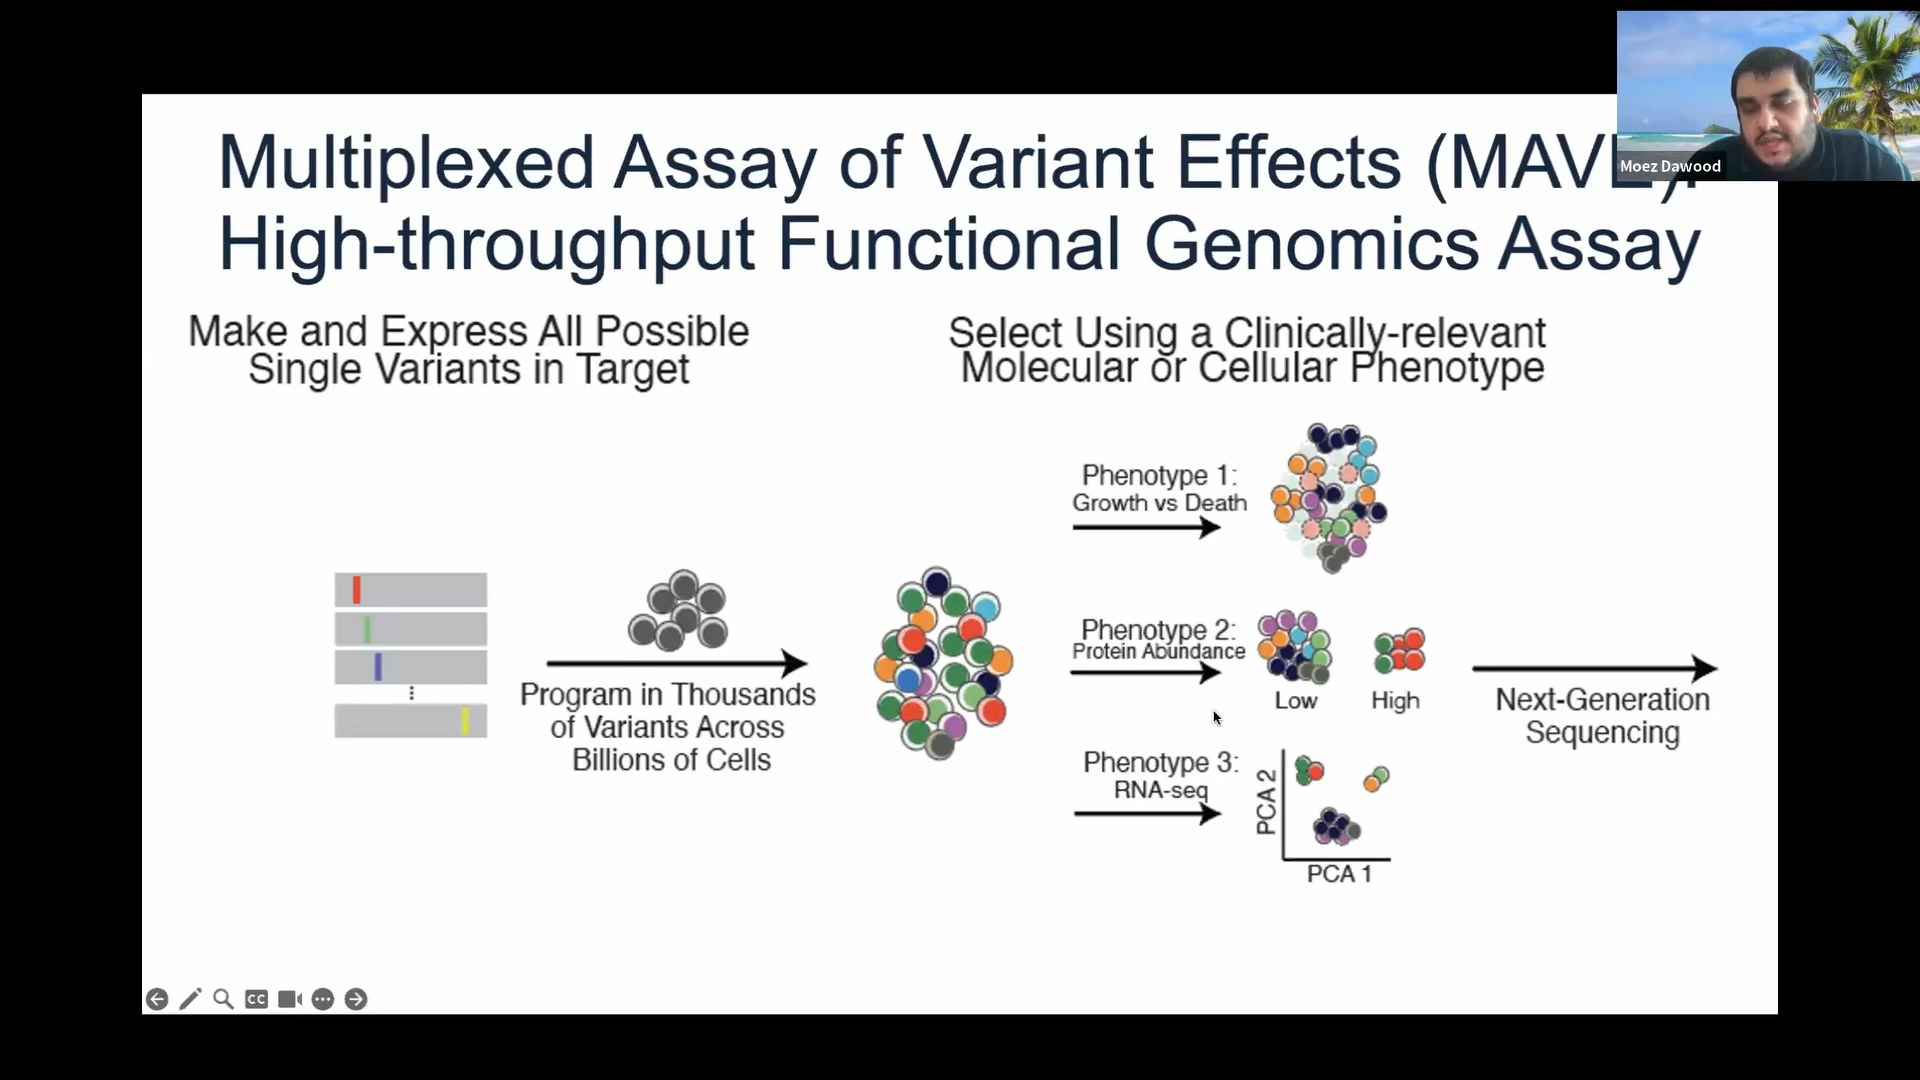 Multiplexed Assay of Variant Effects (MAVE):
High-throughput Functional Genomics Assay
Make and Express All Possible
Single Variants in Target
Select Using a Clinically-relevant
Molecular or Cellular Phenotype
Program in Thousands
of Variants Across
Billions of Cells
Phenotype 1:
Growth vs Death
Phenotype 2:
Protein Abundance
Low
High
Phenotype 3:
RNA-seq
PCA 2
PCA 1
Next-Generation
Sequencing
Moez Dawood
CC